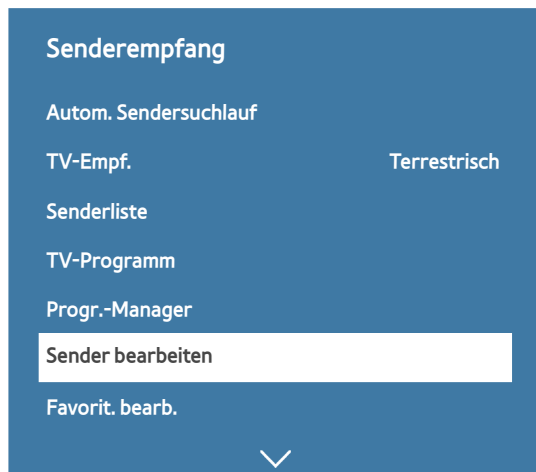 Senderempfang
Autom. Sendersuchlauf
TV-Empf. Terrestrisch
Senderliste
TV-Programm
Progr.-Manager
Sender bearbeiten
Favorit. bearb.